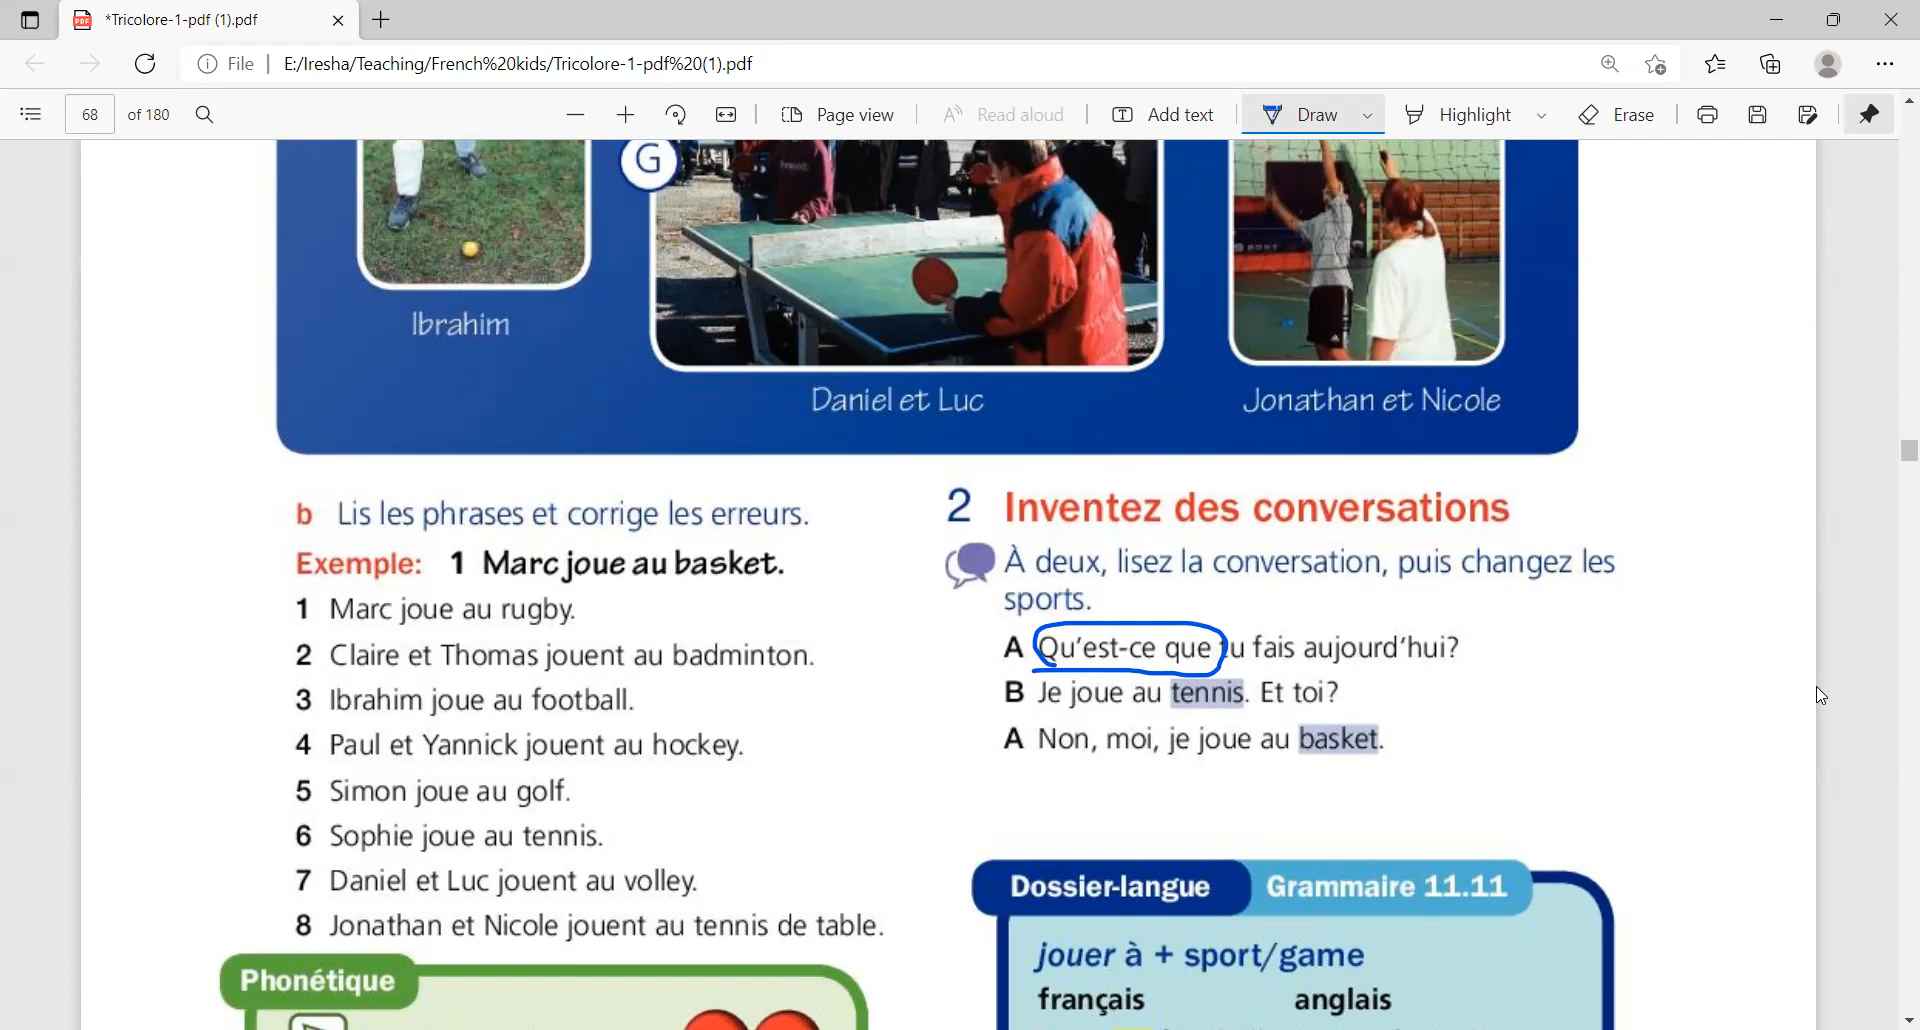 *Tricolore-1-pdf (1).pdf
File
E:/Iresha/Teaching/French%20kids/Tricolore-1-pdf%20(1).pdf
68
of 180
Page view
Read aloud
Add text
Draw
Highlight
Erase
G
Ibrahim
Daniel et Luc
Jonathan et Nicole
b Lis les phrases et corrige les erreurs.
Exemple: 1 Marc joue au basket.
1 Marc joue au rugby.
2 Claire et Thomas jouent au badminton.
3 Ibrahim joue au football.
4 Paul et Yannick jouent au hockey.
5 Simon joue au golf.
6 Sophie joue au tennis.
7 Daniel et Luc jouent au volley.
8 Jonathan et Nicole jouent au tennis de table.
Phonétique
2 Inventez des conversations
À deux, lisez la conversation, puis changez les
sports.
A Qu'est-ce que tu fais aujourd'hui?
B Je joue au tennis. Et toi?
A Non, moi, je joue au basket.
Dossier-langue Grammaire 11.11
jouer à + sport/game
français anglais